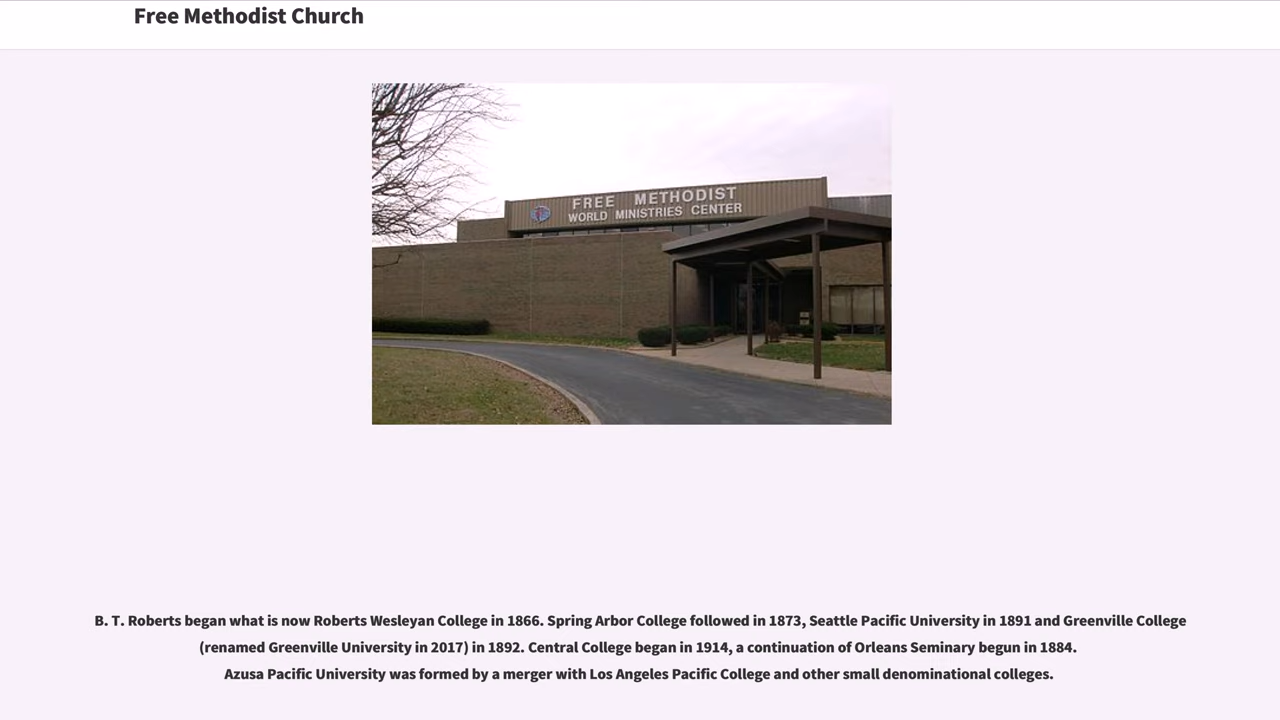 Free Methodist Church
FREE METHODIST
WORLD MINISTRIES CENTER
B. T. Roberts began what is now Roberts Wesleyan College in 1866. Spring Arbor College followed in 1873, Seattle Pacific University in 1891 and Greenville College
(renamed Greenville University in 2017) in 1892. Central College began in 1914, a continuation of Orleans Seminary begun in 1884.
Azusa Pacific University was formed by a merger with Los Angeles Pacific College and other small denominational colleges.